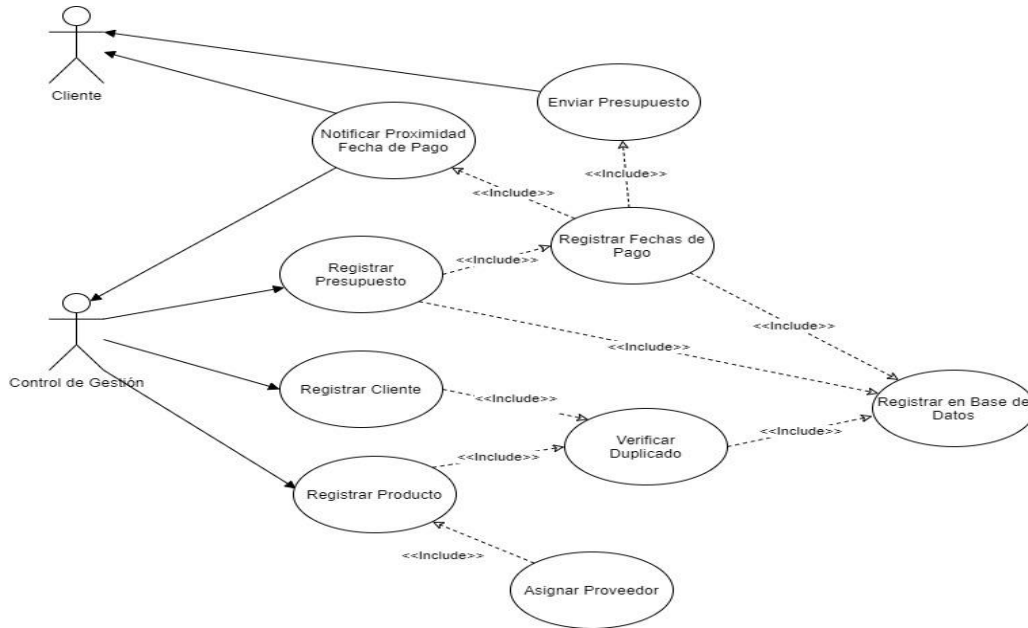 Cliente
Enviar Presupuesto
Notificar Proximidad
Fecha de Pago
<<Include>>
<<Include>>
Registrar Fechas de
Pago
Registrar
Presupuesto
<<Include>>
<<Include>>
<<Include>>
Control de Gestión
Registrar Cliente
<<Include>>
Registrar en Base de
Datos
<<Include>>
Verificar
Duplicado
<<Include>>
Registrar Producto
<<Include>>
Asignar Proveedor